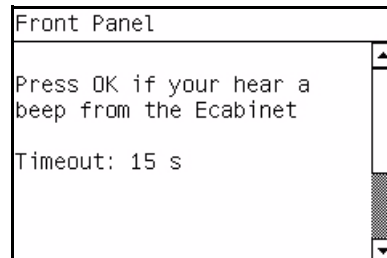 Front Panel
Press OK if your hear a
beep from the Ecabinet
Timeout: 15 s